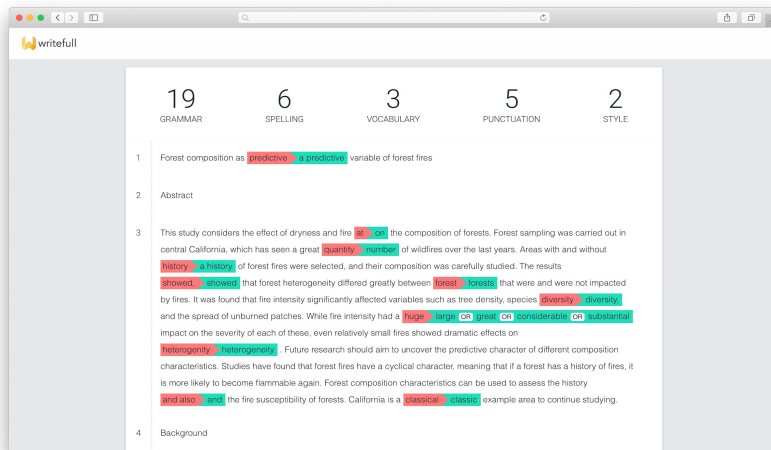 writefull
19 6 3 5 2
GRAMMAR SPELLING VOCABULARY PUNCTUATION STYLE
1 Forest composition as predictive a predictive variable of forest fires
2 Abstract
3 This study considers the effect of dryness and fire at on the composition of forests. Forest sampling was carried out in
central California, which has seen a great quantity number of wildfires over the last years. Areas with and without
history a history of forest fires were selected, and their composition was carefully studied. The results
showed, showed that forest heterogeneity differed greatly between forest forests that were and were not impacted
by fires. It was found that fire intensity significantly affected variables such as tree density, species diversity diversity,
and the spread of unburned patches. While fire intensity had a huge large OR great OR considerable OR substantial
impact on the severity of each of these, even relatively small fires showed dramatic effects on
heterogenity heterogeneity . Future research should aim to uncover the predictive character of different composition
characteristics. Studies have found that forest fires have a cyclical character, meaning that if a forest has a history of fires, it
is more likely to become flammable again. Forest composition characteristics can be used to assess the history
and also and the fire susceptibility of forests. California is a classical classic example area to continue studying.
4 Background